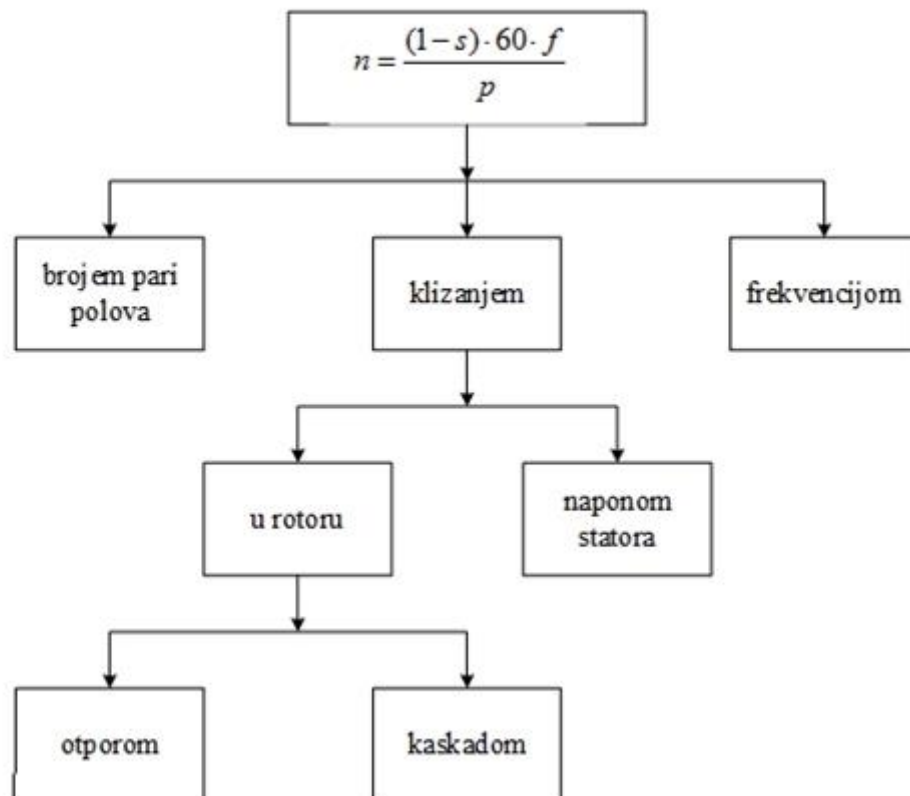 n = (1−s)·60·f / p
brojem pari
polova
klizanjem
frekvencijom
u rotoru
naponom
statora
otporom
kaskadom